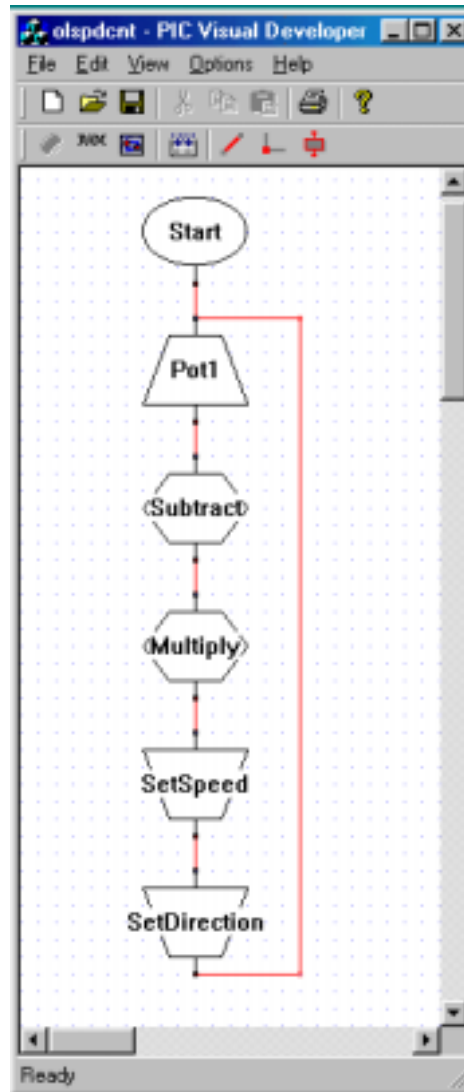 olspdcnt - PIC Visual Developer
File Edit View Options Help
Start
Pot1
Subtract
Multiply
SetSpeed
SetDirection
Ready